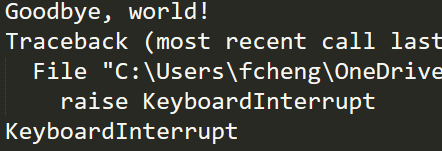 Goodbye, world!
Traceback (most recent call last
File "C:\Users\fcheng\OneDrive
raise KeyboardInterrupt
KeyboardInterrupt